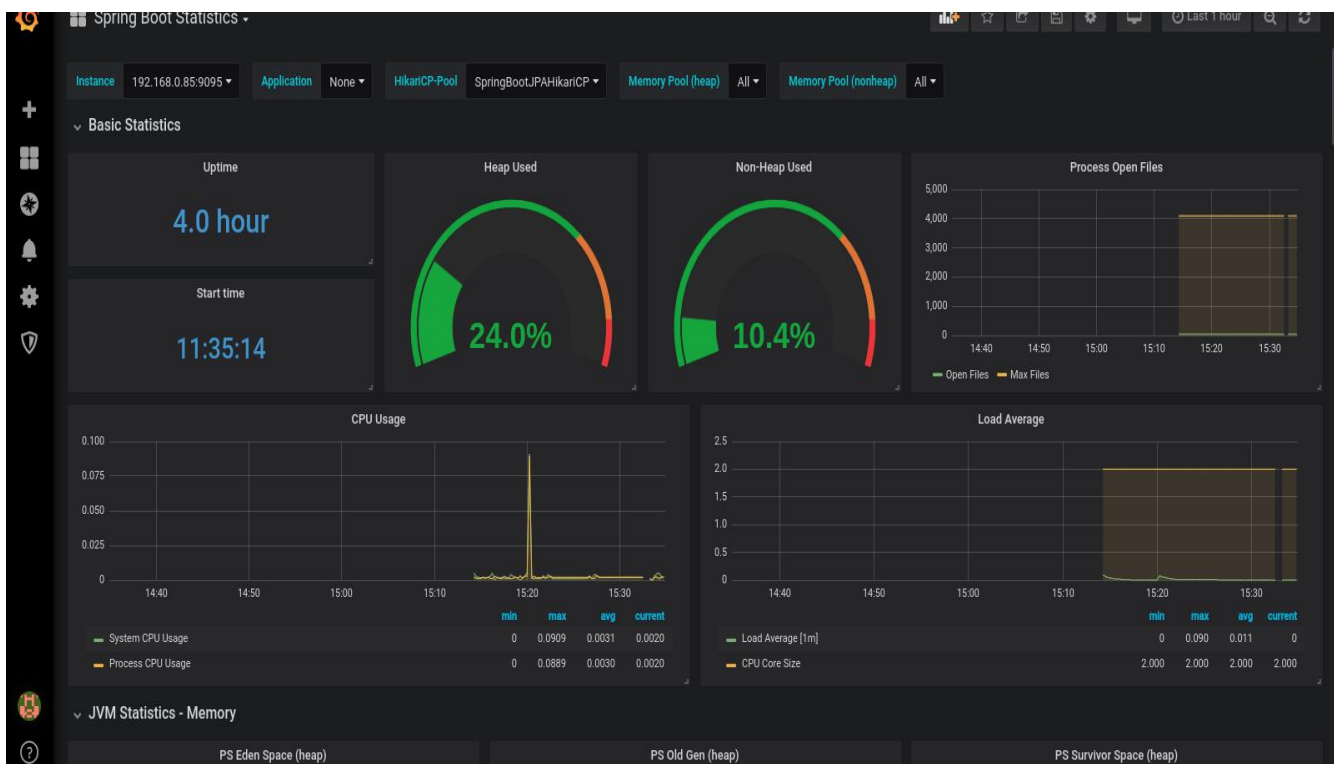 Spring Boot Statistics
Last 1 hour
Instance 192.168.0.85:9095 Application None HikariCP-Pool SpringBootJPAHikariCP Memory Pool (heap) All Memory Pool (nonheap) All
Basic Statistics
Uptime
4.0 hour
Start time
11:35:14
Heap Used
24.0%
Non-Heap Used
10.4%
Process Open Files
5,000
4,000
3,000
2,000
1,000
0
14:40 14:50 15:00 15:10 15:20 15:30
Open Files Max Files
CPU Usage
0.100
0.075
0.050
0.025
0
14:40 14:50 15:00 15:10 15:20 15:30
min max avg current
System CPU Usage 0 0.0909 0.0031 0.0020
Process CPU Usage 0 0.0889 0.0030 0.0020
Load Average
2.5
2.0
1.5
1.0
0.5
0
14:40 14:50 15:00 15:10 15:20 15:30
min max avg current
Load Average [1m] 0 0.090 0.011 0
CPU Core Size 2.000 2.000 2.000 2.000
JVM Statistics - Memory
PS Eden Space (heap)
PS Old Gen (heap)
PS Survivor Space (heap)